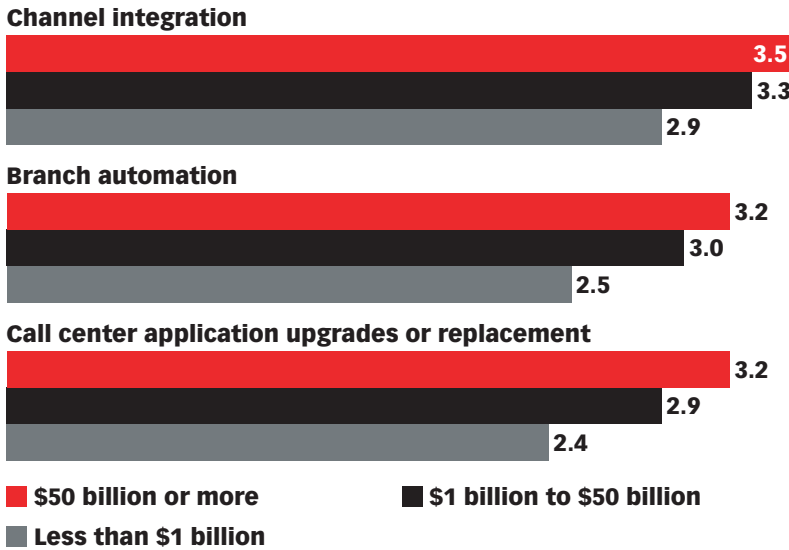 Channel integration
3.5
3.3
2.9
Branch automation
3.2
3.0
2.5
Call center application upgrades or replacement
3.2
2.9
2.4
$50 billion or more
$1 billion to $50 billion
Less than $1 billion